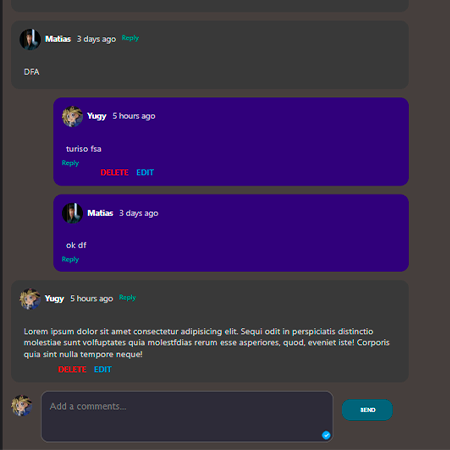 Matias 3 days ago Reply
DFA
Yugy 5 hours ago
turiso fsa
Reply
DELETE EDIT
Matias 3 days ago
ok df
Reply
Yugy 5 hours ago Reply
Lorem ipsum dolor sit amet consectetur adipisicing elit. Sequi odit in perspiciatis distinctio
molestiae sunt volfuptates quia molestfdias rerum esse asperiores, quod, eveniet iste! Corporis
quia sint nulla tempore neque!
DELETE EDIT
Add a comments...
SEND